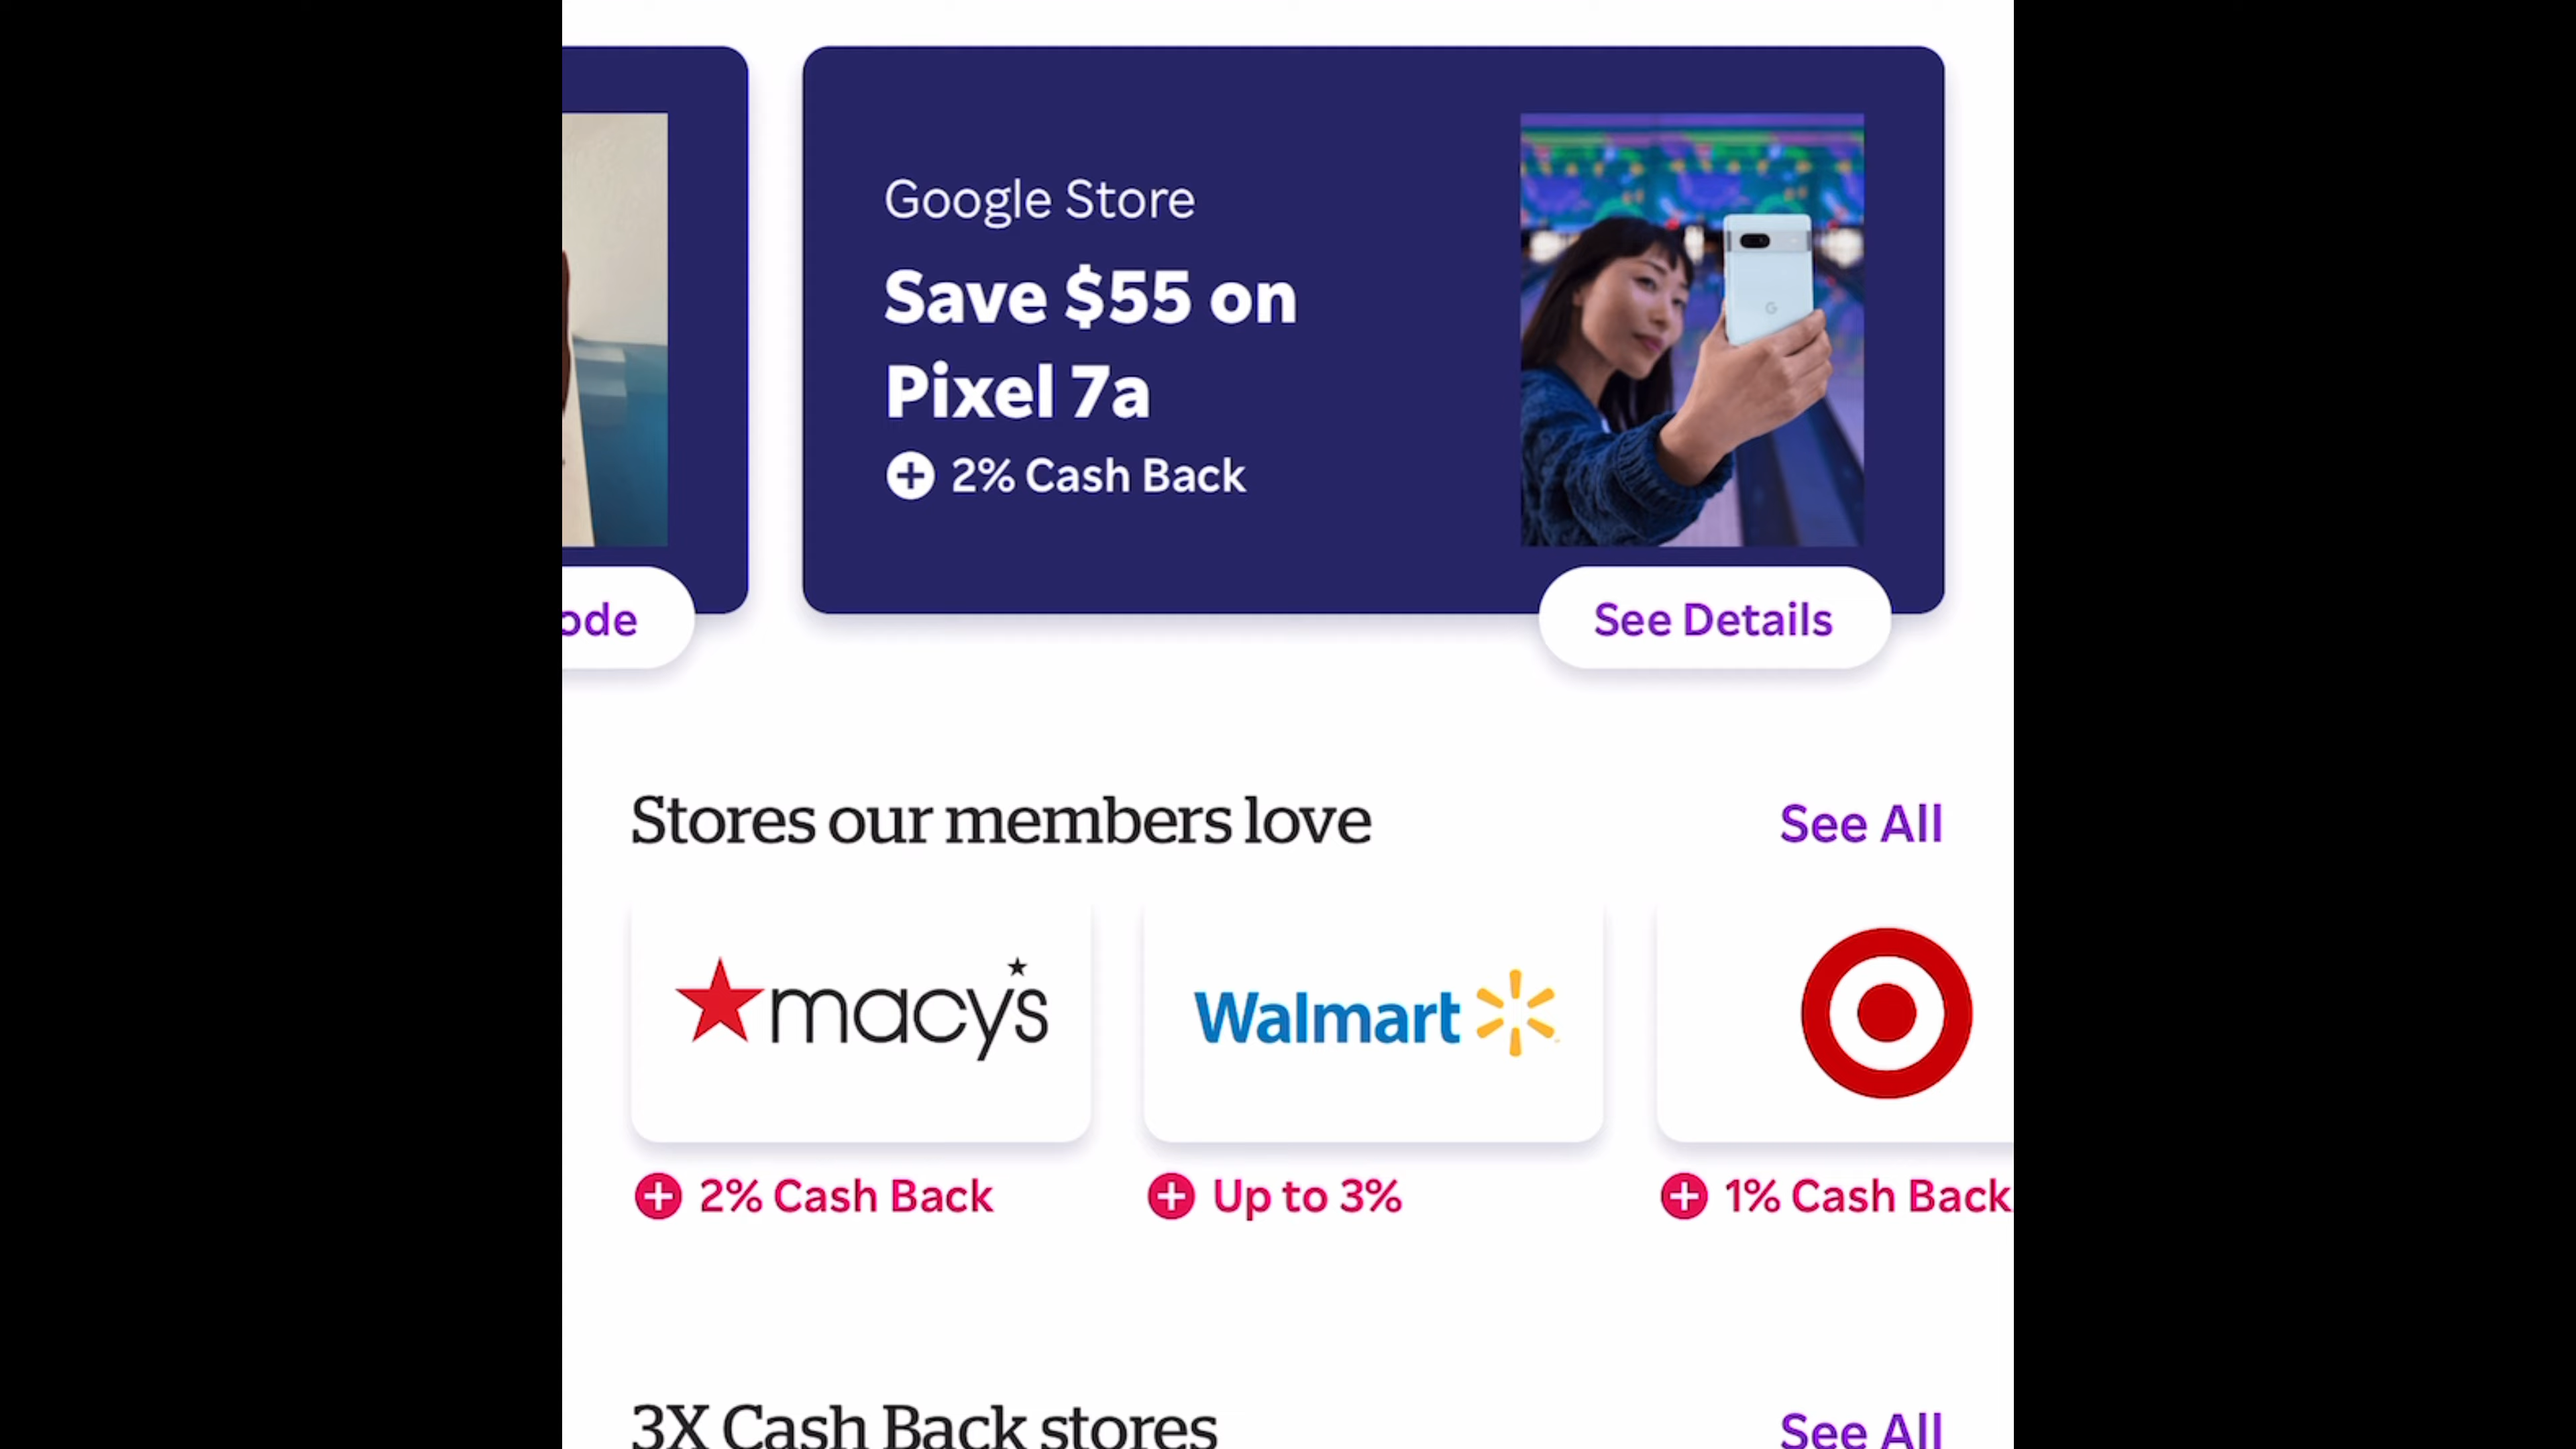 Google Store
Save $55 on
Pixel 7a
2% Cash Back
ode
See Details
Stores our members love
See All
macy's
Walmart
2% Cash Back
Up to 3%
1% Cash Back
3X Cash Back stores
See All